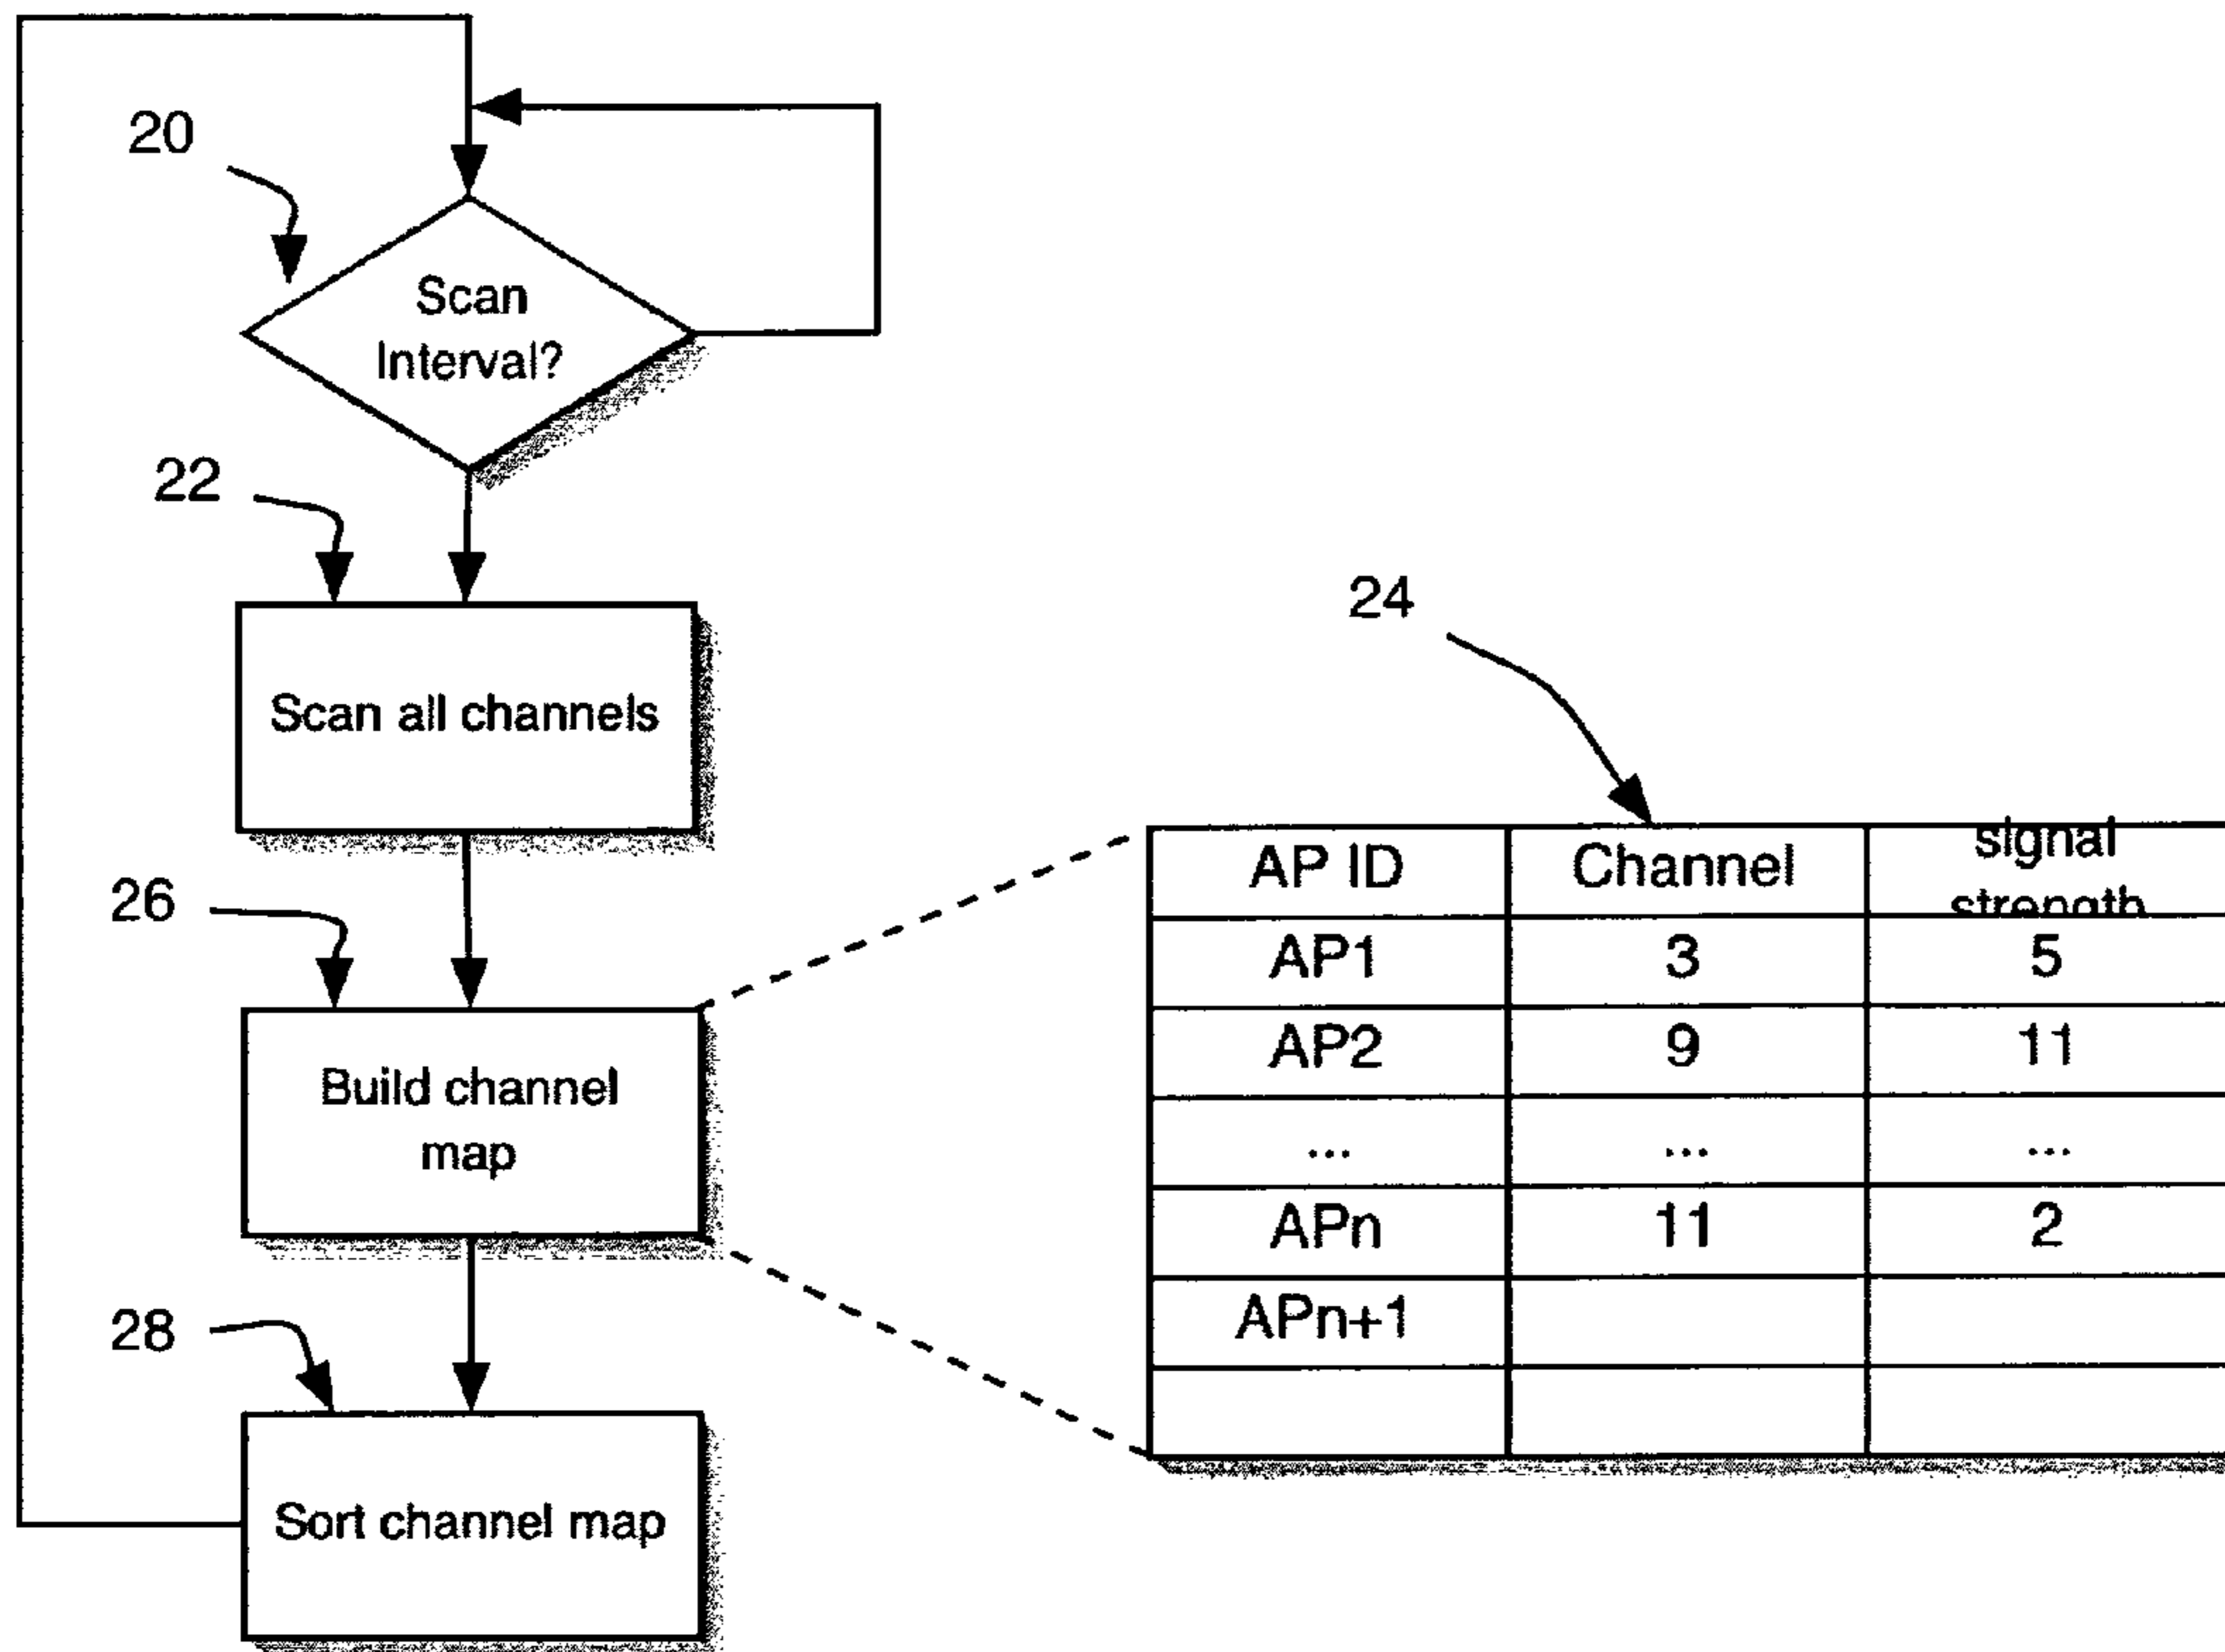 20
Scan
Interval?
22
Scan all channels
24
26
Build channel
map
28
Sort channel map
AP ID Channel signal
strength
AP1 3 5
AP2 9 11
... ... ...
APn 11 2
APn+1